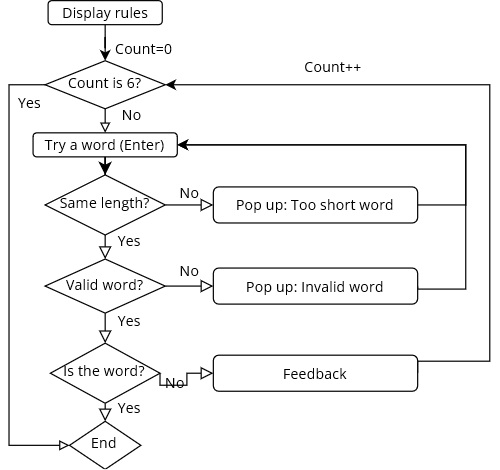 Display rules
Count=0
Count++
Count is 6?
Yes
No
Try a word (Enter)
No
Same length?
Pop up: Too short word
Yes
No
Valid word?
Pop up: Invalid word
Yes
Is the word?
Feedback
No
Yes
End